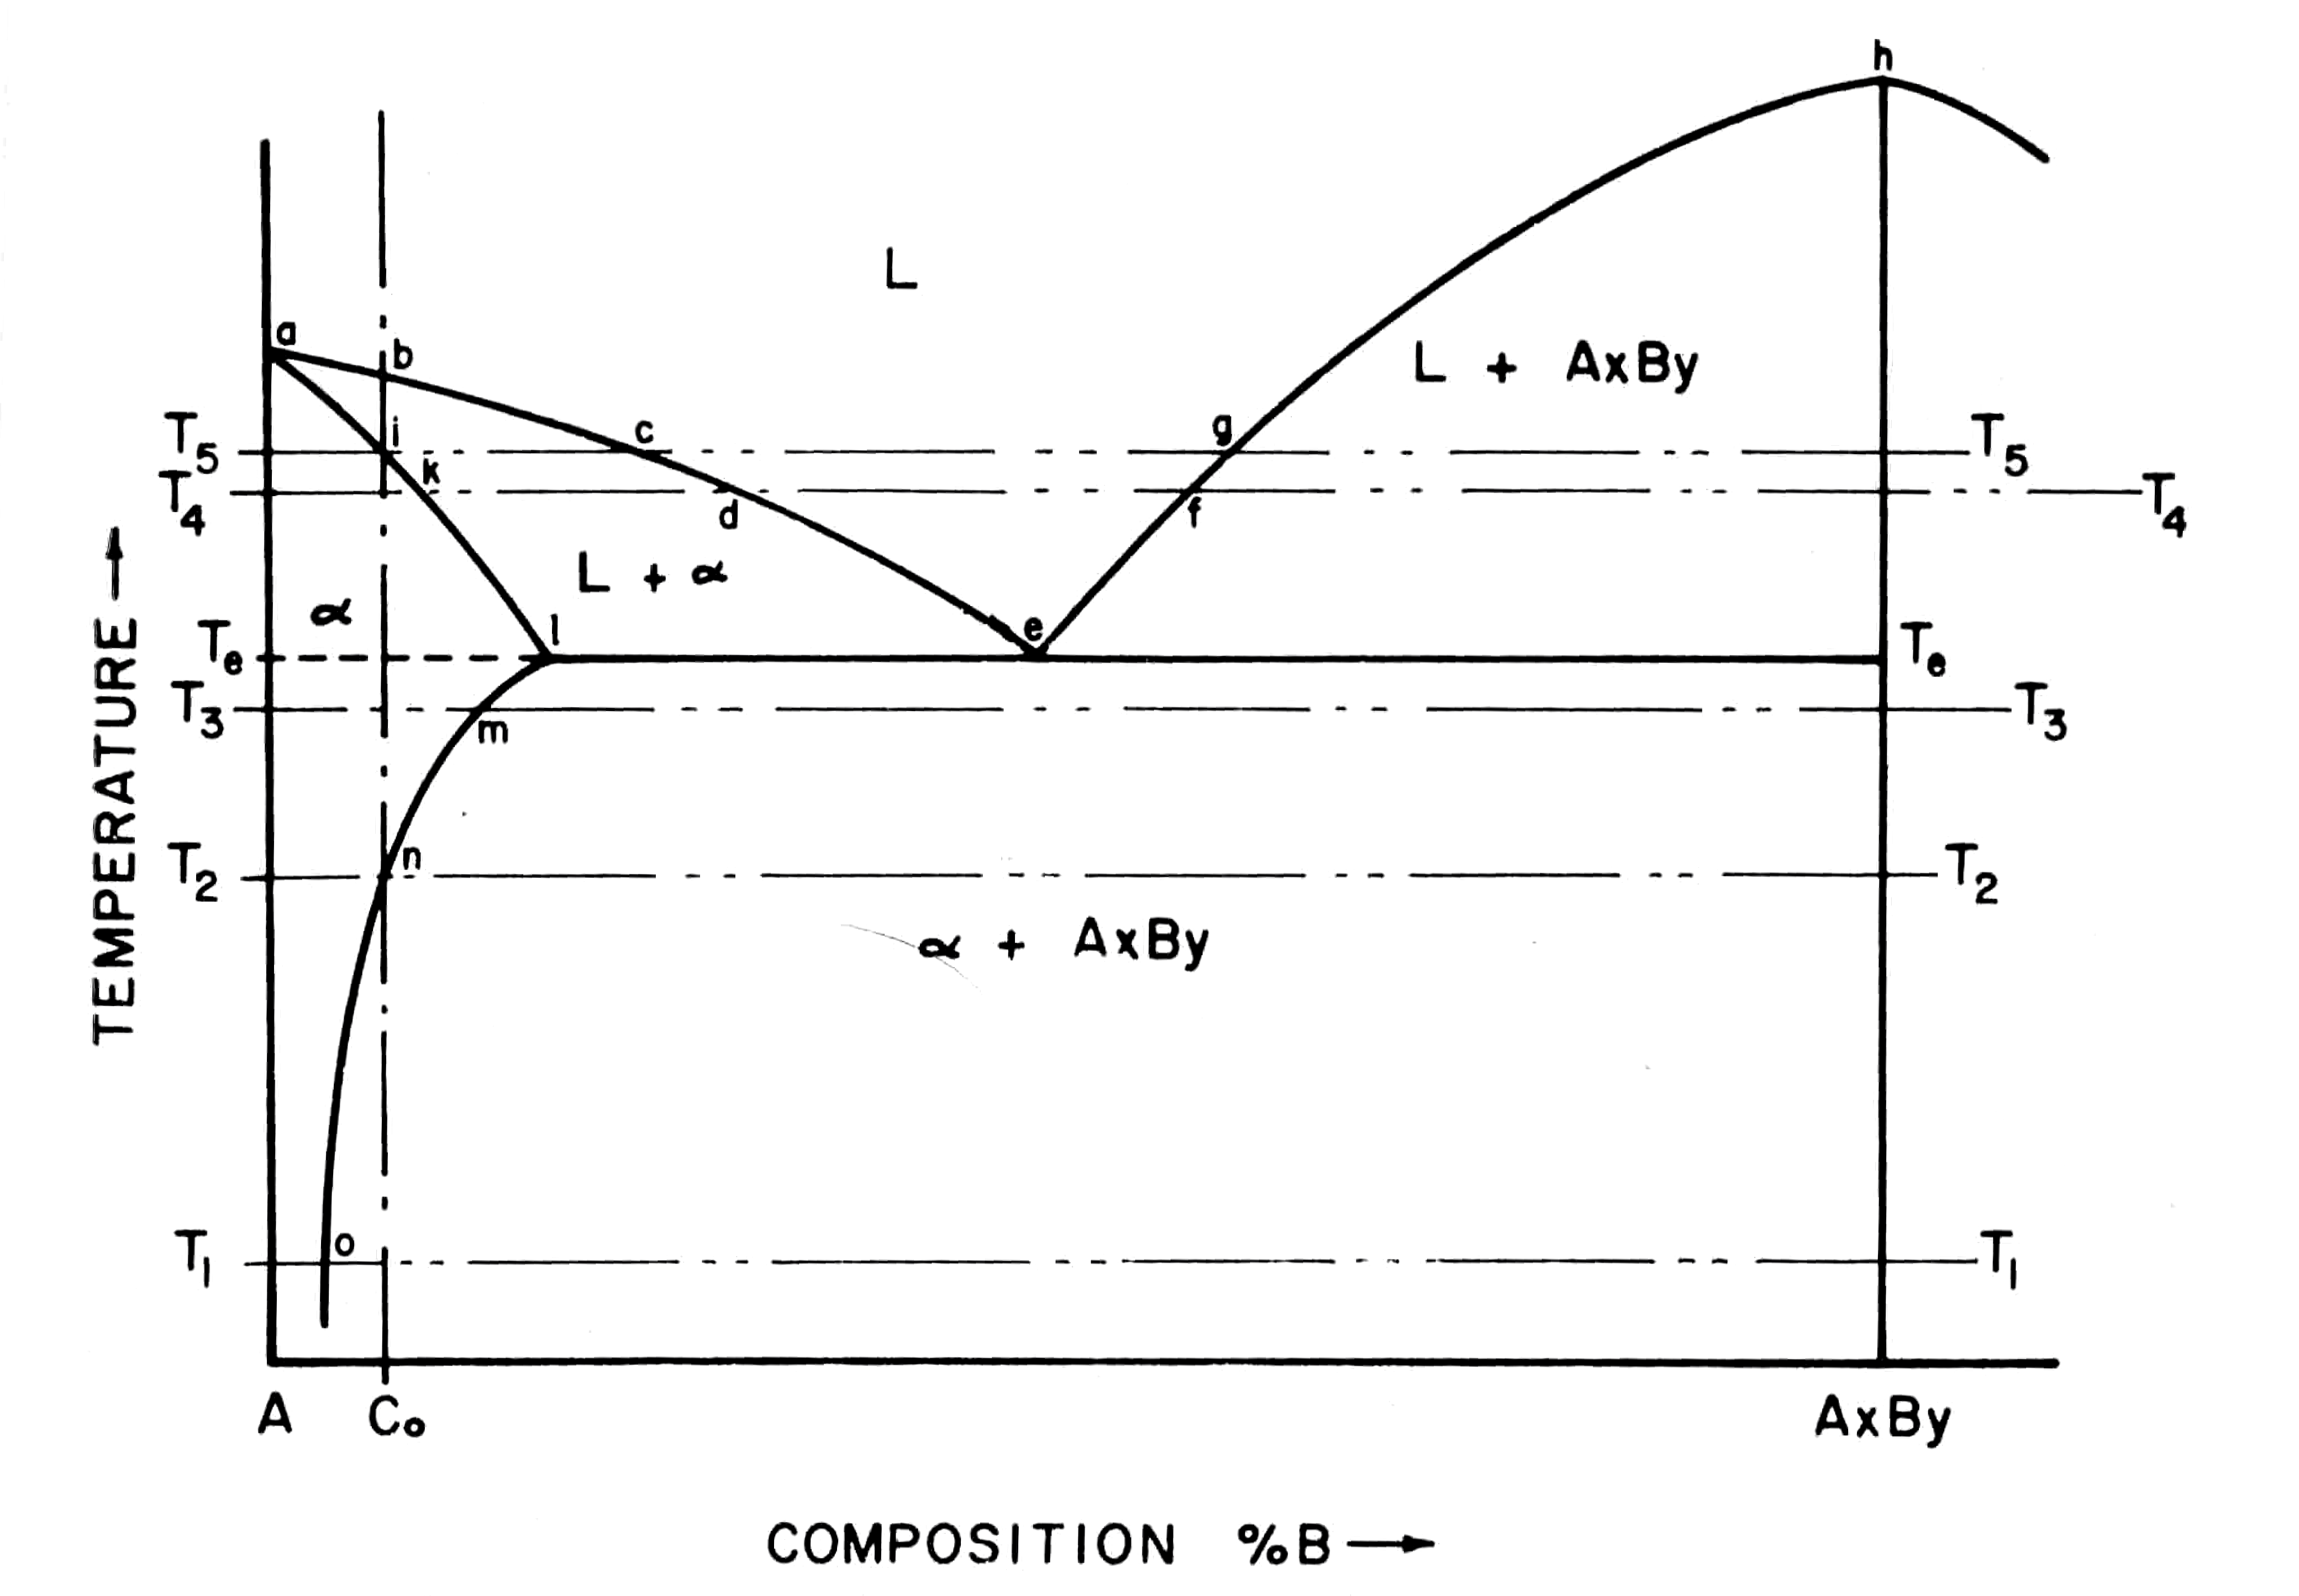 h
L
a
b
L + AxBy
T5
i
c
g
T5
k
T4
d
f
T4
L + α
α
l
e
Te
Te
T3
m
T3
T2
n
T2
α + AxBy
T1
o
T1
A
Co
AxBy
TEMPERATURE →
COMPOSITION %B →